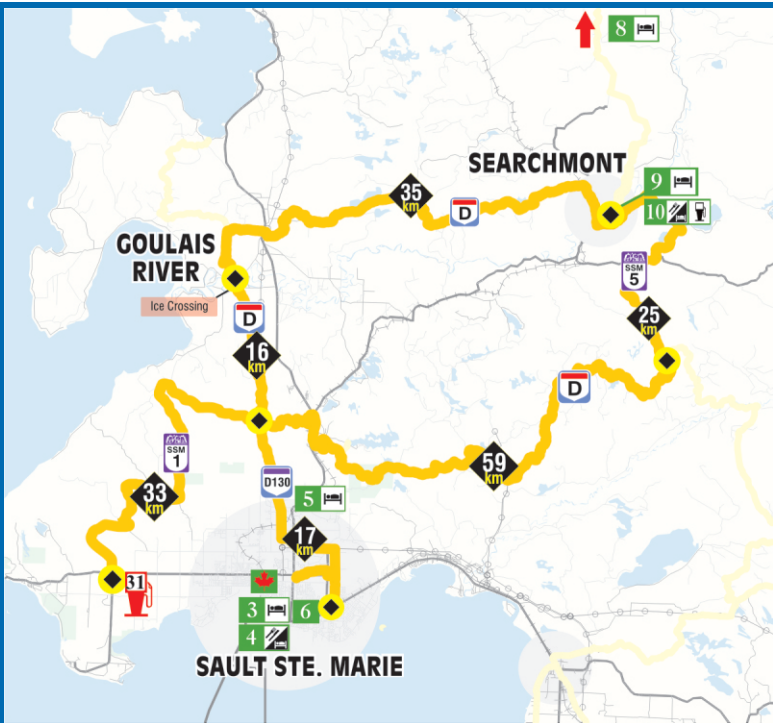 8
SEARCHMONT
9
35
km
D
10
GOULAIS
RIVER
SSM
5
Ice Crossing
D
25
km
16
km
D
SSM
1
59
km
D130
33
km
5
17
km
31
3
6
4
SAULT STE. MARIE